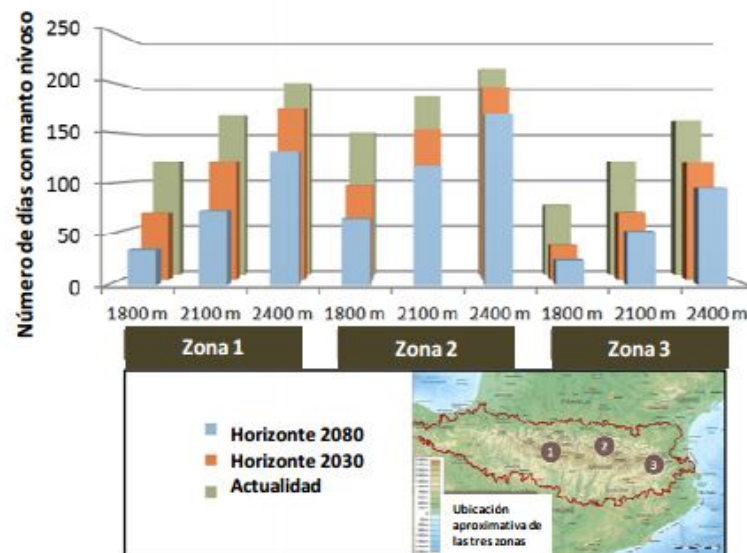 Número de días con manto nivoso
250
200
150
100
50
0
1800 m 2100 m 2400 m 1800 m 2100 m 2400 m 1800 m 2100 m 2400 m
Zona 1 Zona 2 Zona 3
Horizonte 2080
Horizonte 2030
Actualidad
1
2
3
Ubicación
aproximativa de
las tres zonas